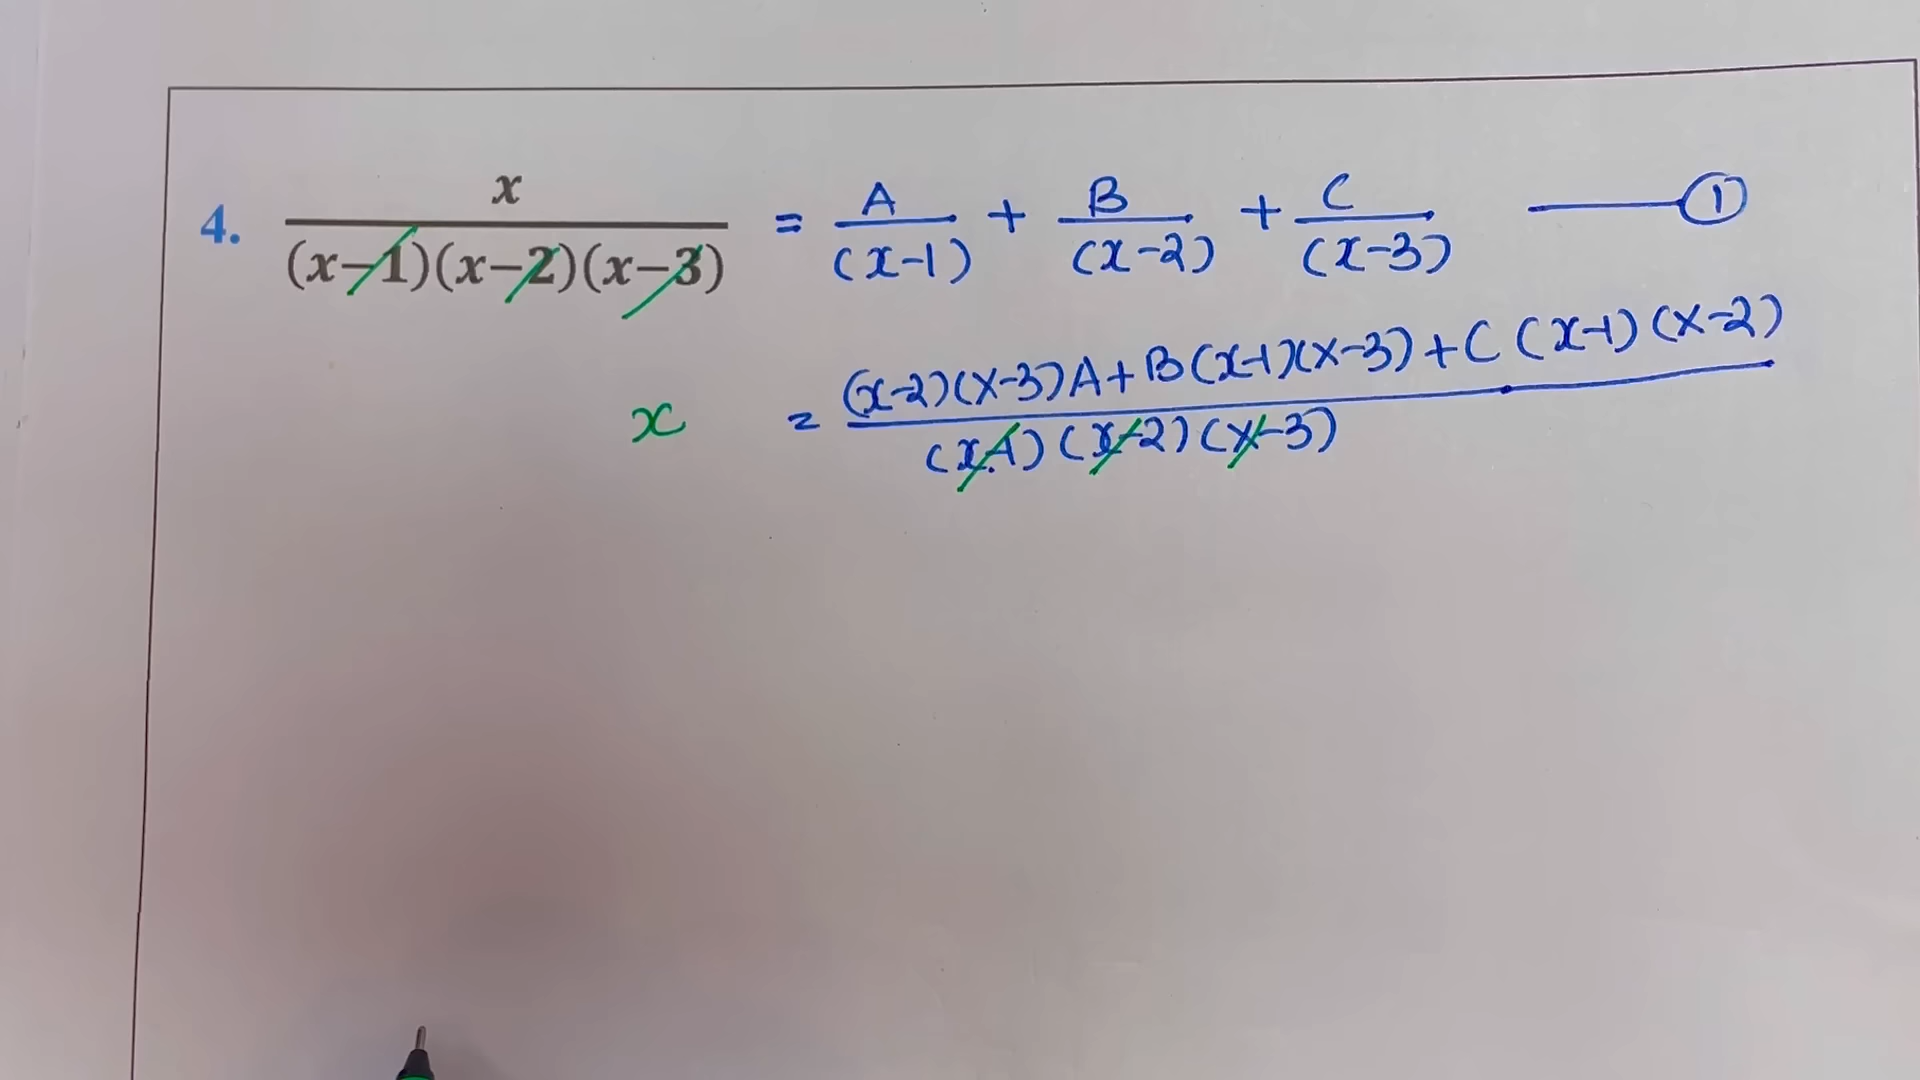 4. x / (x-1)(x-2)(x-3) = A / (x-1) + B / (x-2) + C / (x-3) —— ①
x = (x-2)(x-3)A + B(x-1)(x-3) + C(x-1)(x-2) / (x-1)(x-2)(x-3)